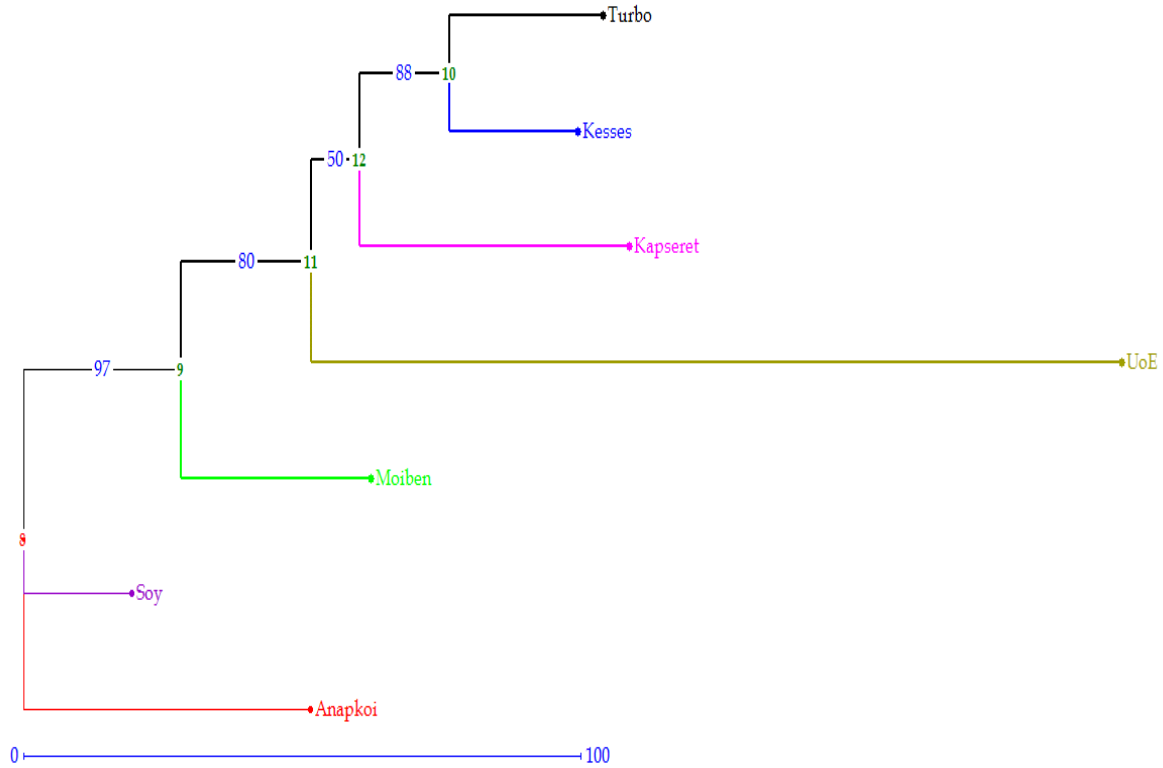 Turbo
88 10
Kesses
50 12
Kapseret
80 11
UoE
97 9
Moiben
8
Soy
Anapkoi
0 100